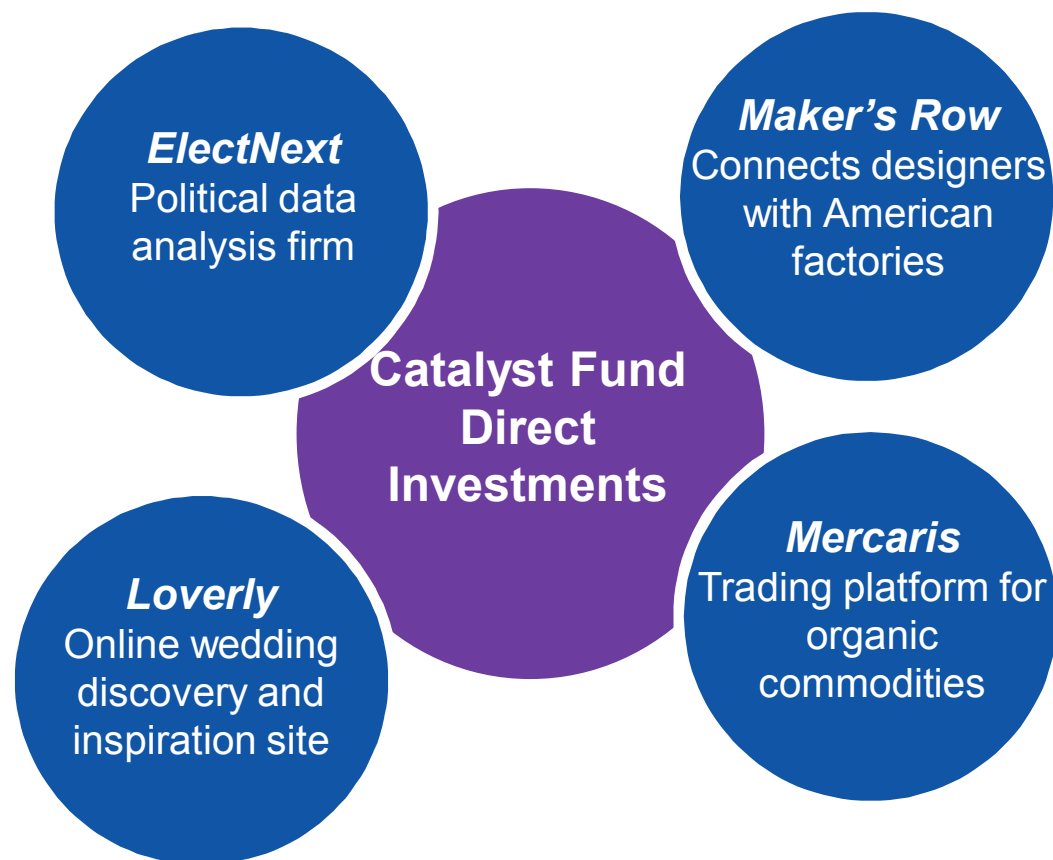 ElectNext
Political data
analysis firm
Maker's Row
Connects designers
with American
factories
Catalyst Fund
Direct
Investments
Loverly
Online wedding
discovery and
inspiration site
Mercaris
Trading platform for
organic
commodities